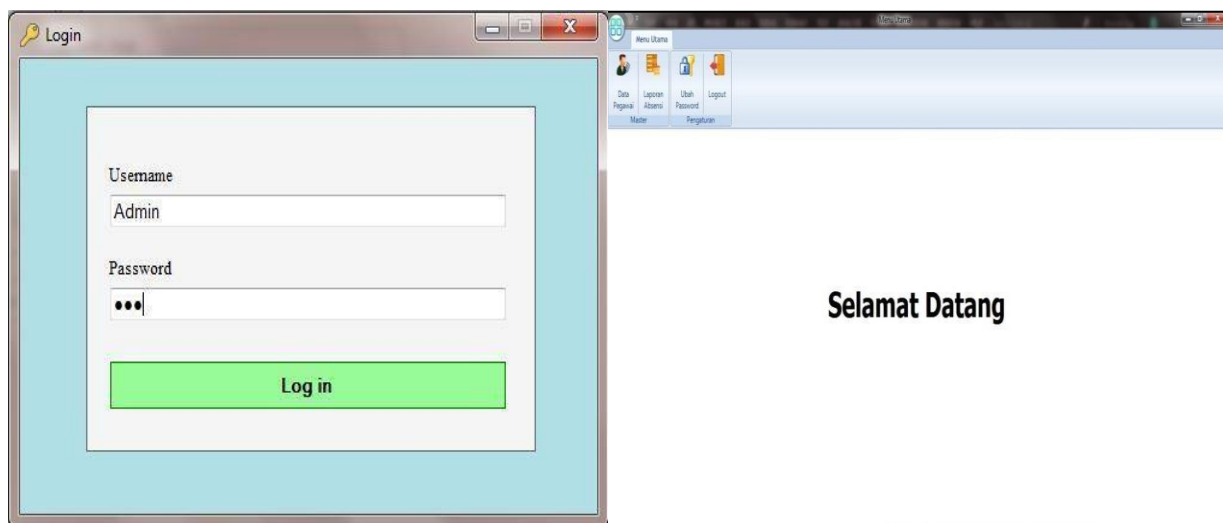 Login
Username
Admin
Password
Log in
Menu Utama
Menu Utama
Data Pegawai
Laporan Absensi
Ubah Password
Logout
Master
Pengaturan
Selamat Datang